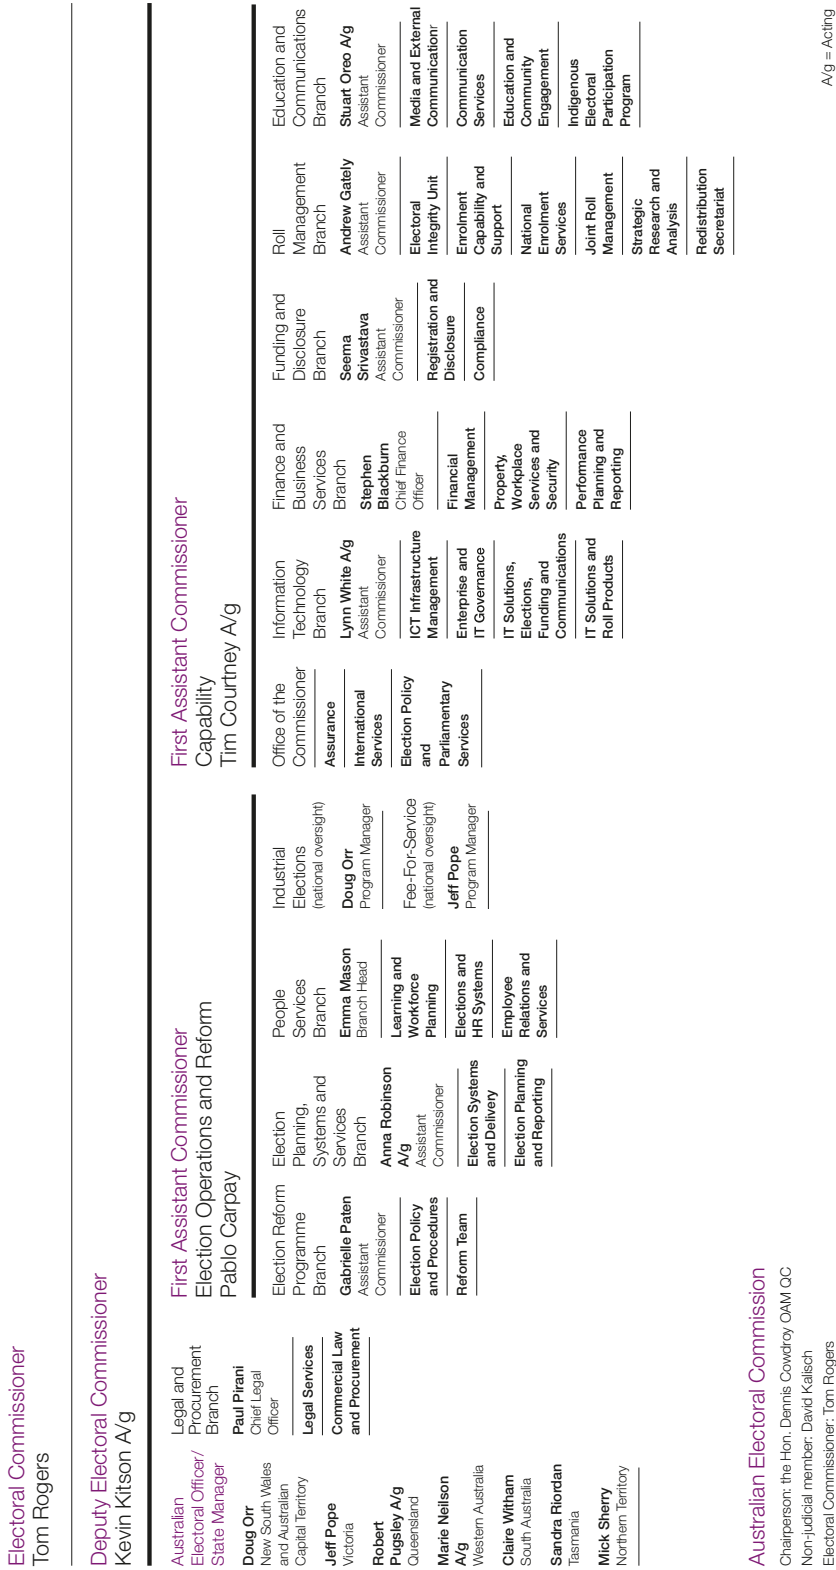 Electoral Commissioner
Tom Rogers
Deputy Electoral Commissioner
Kevin Kitson A/g
Australian
Electoral Officer/
State Manager
Doug Orr
New South Wales
and Australian
Capital Territory
Jeff Pope
Victoria
Robert
Pugsley A/g
Queensland
Marie Neilson
A/g
Western Australia
Claire Witham
South Australia
Sandra Riordan
Tasmania
Mick Sherry
Northern Territory
Legal and
Procurement
Branch
Paul Pirani
Chief Legal
Officer
Legal Services
Commercial Law
and Procurement
First Assistant Commissioner
Election Operations and Reform
Pablo Carpay
Election Reform
Programme
Branch
Gabrielle Paten
Assistant
Commissioner
Election Policy
and Procedures
Reform Team
Election
Planning,
Systems and
Services
Branch
Anna Robinson
A/g
Assistant
Commissioner
Election Systems
and Delivery
Election Planning
and Reporting
People
Services
Branch
Emma Mason
Branch Head
Learning and
Workforce
Planning
Elections and
HR Systems
Employee
Relations and
Services
Industrial
Elections
(national oversight)
Doug Orr
Program Manager
Fee-For-Service
(national oversight)
Jeff Pope
Program Manager
First Assistant Commissioner
Capability
Tim Courtney A/g
Office of the
Commissioner
Assurance
International
Services
Election Policy
and
Parliamentary
Services
Information
Technology
Branch
Lynn White A/g
Assistant
Commissioner
ICT Infrastructure
Management
Enterprise and
IT Governance
IT Solutions,
Elections,
Funding and
Communications
IT Solutions and
Roll Products
Finance and
Business
Services
Branch
Stephen
Blackburn
Chief Finance
Officer
Financial
Management
Property,
Workplace
Services and
Security
Performance
Planning and
Reporting
Funding and
Disclosure
Branch
Seema
Srivastava
Assistant
Commissioner
Registration and
Disclosure
Compliance
Roll
Management
Branch
Andrew Gately
Assistant
Commissioner
Electoral
Integrity Unit
Enrolment
Capability and
Support
National
Enrolment
Services
Joint Roll
Management
Strategic
Research and
Analysis
Redistribution
Secretariat
Education and
Communications
Branch
Stuart Oreo A/g
Assistant
Commissioner
Media and External
Communicationr
Communication
Services
Education and
Community
Engagement
Indigenous
Electoral
Participation
Program
Australian Electoral Commission
Chairperson: the Hon. Dennis Cowdroy OAM QC
Non-judicial member: David Kalisch
Electoral Commissioner: Tom Rogers
A/g = Acting